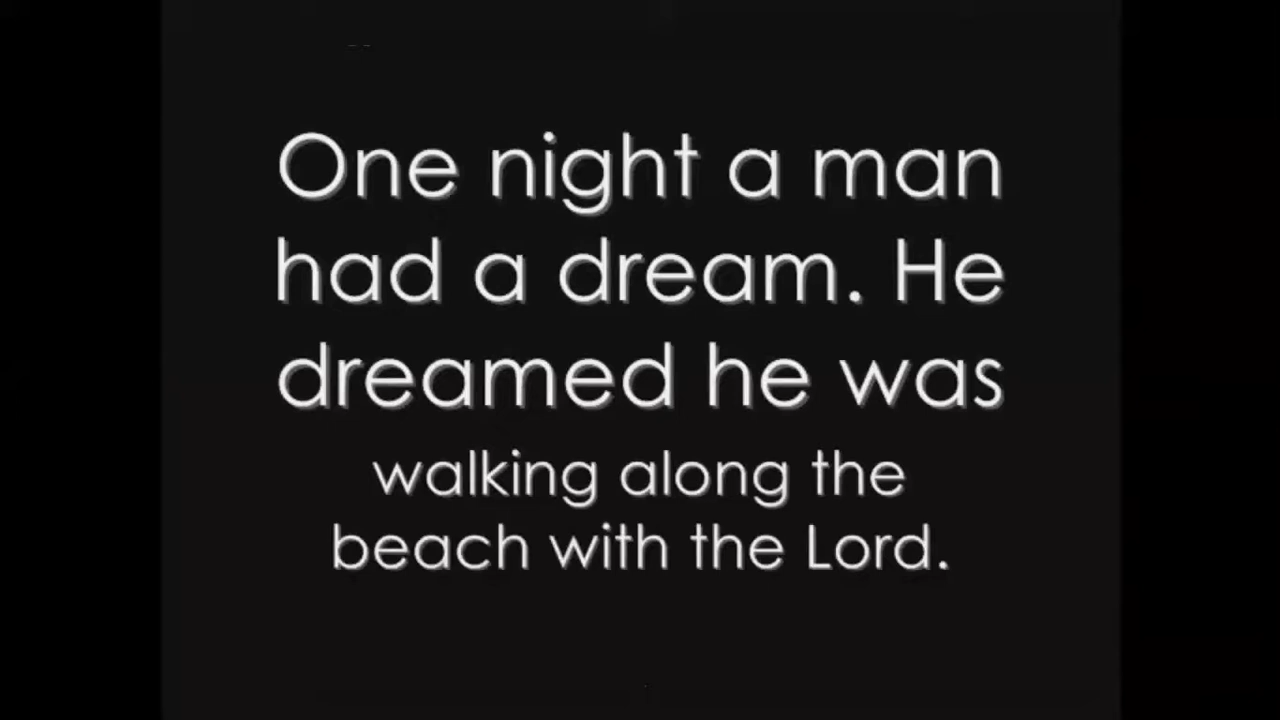 One night a man
had a dream. He
dreamed he was
walking along the
beach with the Lord.